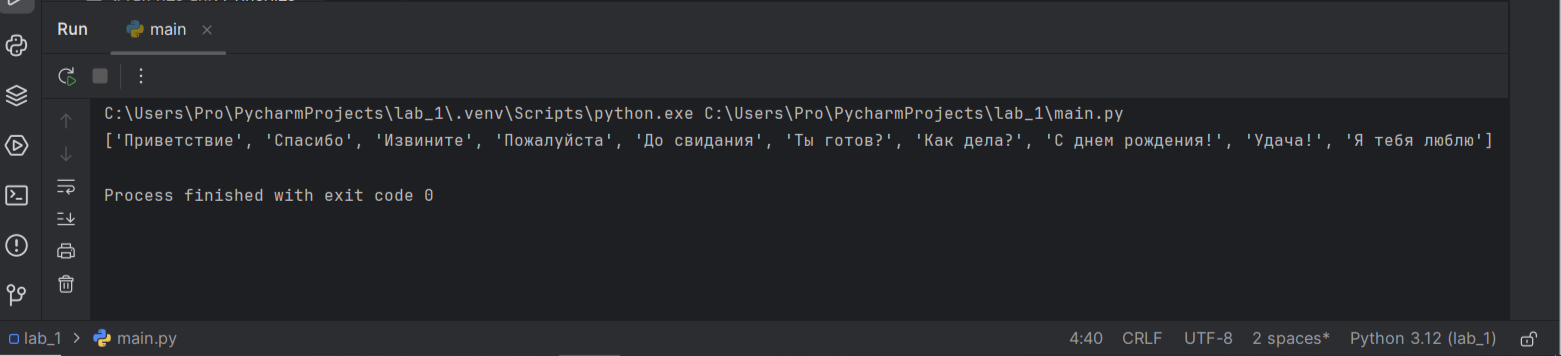 Run main
C:\Users\Pro\PycharmProjects\lab_1\.venv\Scripts\python.exe C:\Users\Pro\PycharmProjects\lab_1\main.py
['Приветствие', 'Спасибо', 'Извините', 'Пожалуйста', 'До свидания', 'Ты готов?', 'Как дела?', 'С днем рождения!', 'Удача!', 'Я тебя люблю']
Process finished with exit code 0
lab_1 > main.py 4:40 CRLF UTF-8 2 spaces* Python 3.12 (lab_1)